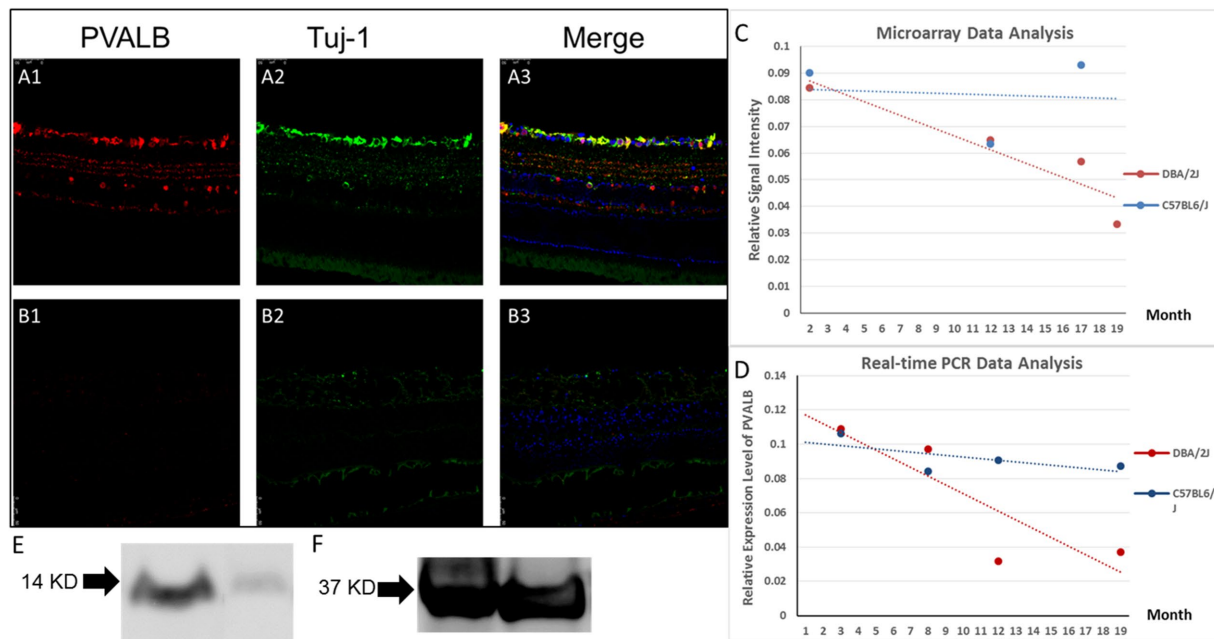 PVALB Tuj-1 Merge
A1 A2 A3
B1 B2 B3
C
Microarray Data Analysis
Relative Signal Intensity
0.1
0.09
0.08
0.07
0.06
0.05
0.04
0.03
0.02
0.01
0
2 3 4 5 6 7 8 9 10 11 12 13 14 15 16 17 18 19
Month
DBA/2J
C57BL6/J
D
Real-time PCR Data Analysis
Relative Expression Level of PVALB
0.14
0.12
0.1
0.08
0.06
0.04
0.02
0
1 2 3 4 5 6 7 8 9 10 11 12 13 14 15 16 17 18 19
Month
DBA/2J
C57BL6/
J
E
14 KD
F
37 KD